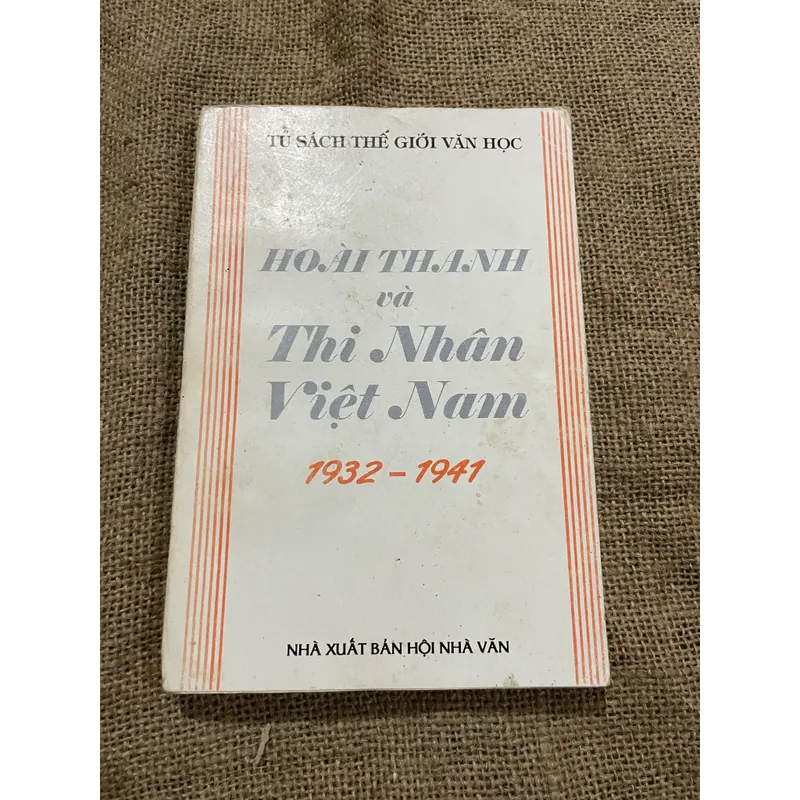 TỦ SÁCH THẾ GIỚI VĂN HỌC
HOÀI THANH
và
Thi Nhân
Việt Nam
1932 - 1941
NHÀ XUẤT BẢN HỘI NHÀ VĂN